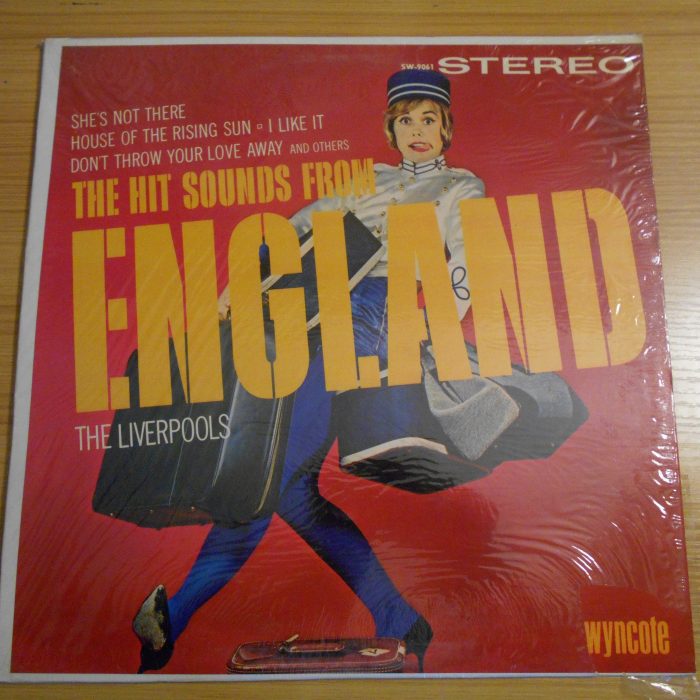 SW-9061 STEREO
SHE'S NOT THERE
HOUSE OF THE RISING SUN ▫ I LIKE IT
DON'T THROW YOUR LOVE AWAY AND OTHERS
THE HIT SOUNDS FROM
ENGLAND
THE LIVERPOOLS
wyncote